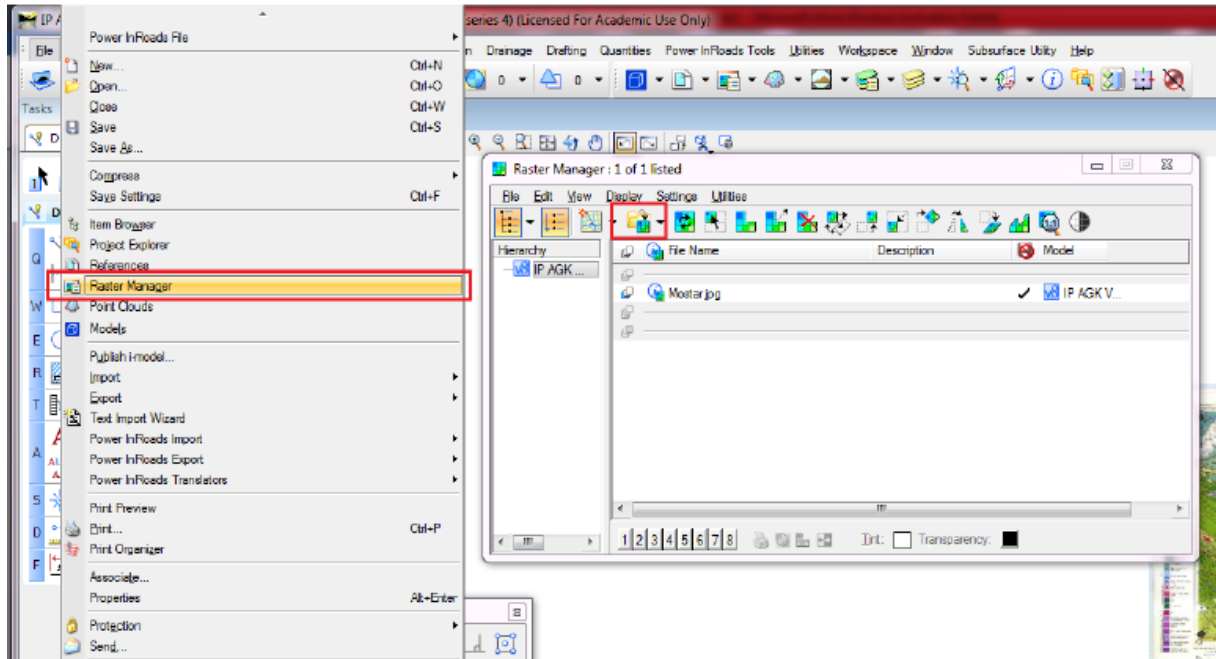 IP A
series 4) (Licensed For Academic Use Only)
File
n Drainage Drafting Quantities Power InRoads Tools Utilities Workspace Window Subsurface Utility Help
0 0
Tasks
D
D
Q
W
E
R
T
A
S
D
F
Power InRoads File
New... Ctrl+N
Open... Ctrl+O
Close Ctrl+W
Save Ctrl+S
Save As...
Compress
Save Settings Ctrl+F
Item Browser
Project Explorer
References
Raster Manager
Point Clouds
Models
Publish i-model...
Import
Export
Text Import Wizard
Power InRoads Import
Power InRoads Export
Power InRoads Translators
Print Preview
Print... Ctrl+P
Print Organizer
Associate...
Properties Alt+Enter
Protection
Send...
Raster Manager : 1 of 1 listed
File Edit View Display Settings Utilities
Hierarchy
IP AGK ...
File Name Description Model
Mostar.jpg IP AGK V...
1 2 3 4 5 6 7 8 Tint: Transparency: